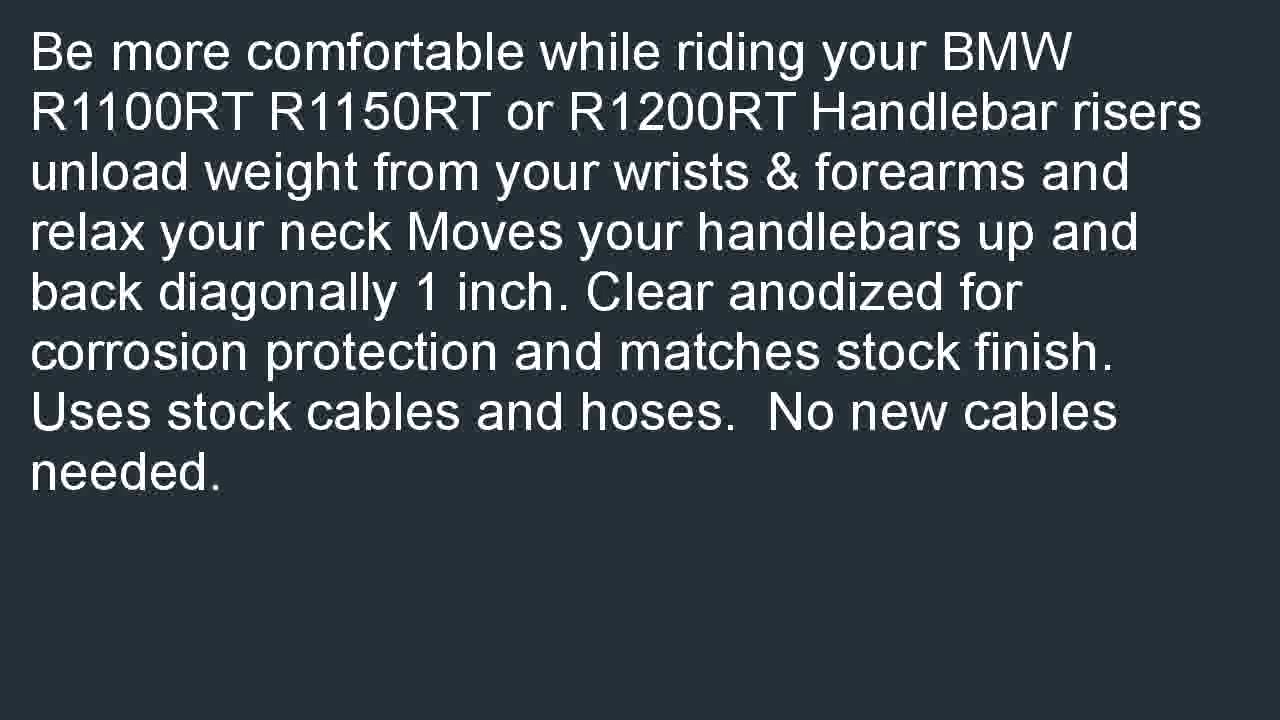 Be more comfortable while riding your BMW
R1100RT R1150RT or R1200RT Handlebar risers
unload weight from your wrists & forearms and
relax your neck Moves your handlebars up and
back diagonally 1 inch. Clear anodized for
corrosion protection and matches stock finish.
Uses stock cables and hoses.  No new cables
needed.